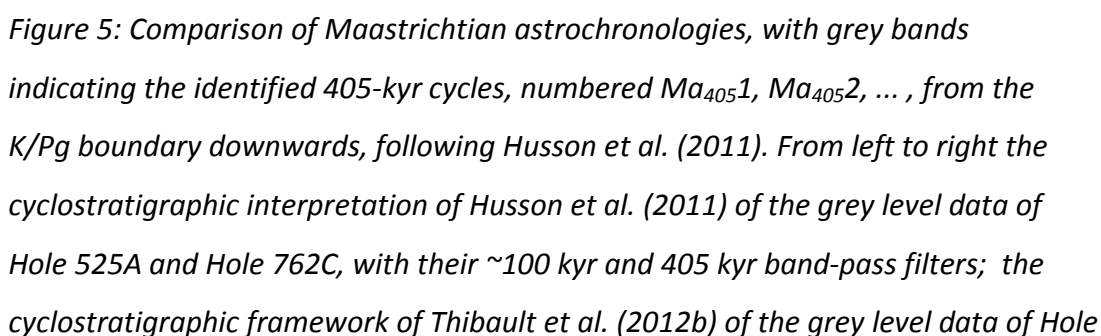 Figure 5: Comparison of Maastrichtian astrochronologies, with grey bands
indicating the identified 405-kyr cycles, numbered Ma₄₀₅1, Ma₄₀₅2, ... , from the
K/Pg boundary downwards, following Husson et al. (2011). From left to right the
cyclostratigraphic interpretation of Husson et al. (2011) of the grey level data of
Hole 525A and Hole 762C, with their ~100 kyr and 405 kyr band-pass filters; the
cyclostratigraphic framework of Thibault et al. (2012b) of the grey level data of Hole